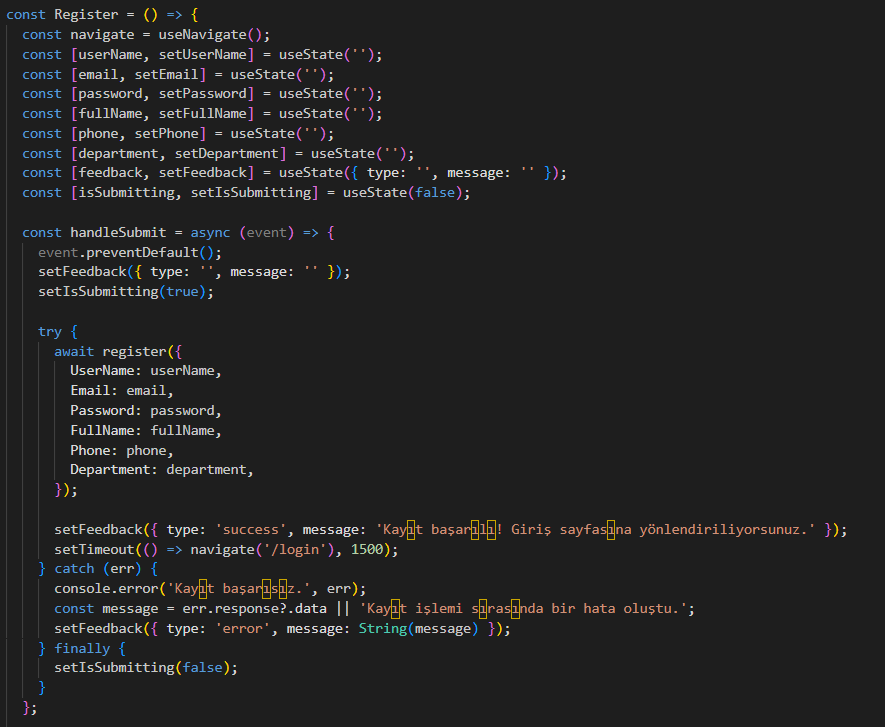 const Register = () => {
const navigate = useNavigate();
const [userName, setUserName] = useState('');
const [email, setEmail] = useState('');
const [password, setPassword] = useState('');
const [fullName, setFullName] = useState('');
const [phone, setPhone] = useState('');
const [department, setDepartment] = useState('');
const [feedback, setFeedback] = useState({ type: '', message: '' });
const [isSubmitting, setIsSubmitting] = useState(false);
const handleSubmit = async (event) => {
event.preventDefault();
setFeedback({ type: '', message: '' });
setIsSubmitting(true);
try {
await register({
UserName: userName,
Email: email,
Password: password,
FullName: fullName,
Phone: phone,
Department: department,
});
setFeedback({ type: 'success', message: 'Kayıt başarılı! Giriş sayfasına yönlendiriliyorsunuz.' });
setTimeout(() => navigate('/login'), 1500);
} catch (err) {
console.error('Kayıt başarısız.', err);
const message = err.response?.data || 'Kayıt işlemi sırasında bir hata oluştu.';
setFeedback({ type: 'error', message: String(message) });
} finally {
setIsSubmitting(false);
}
};